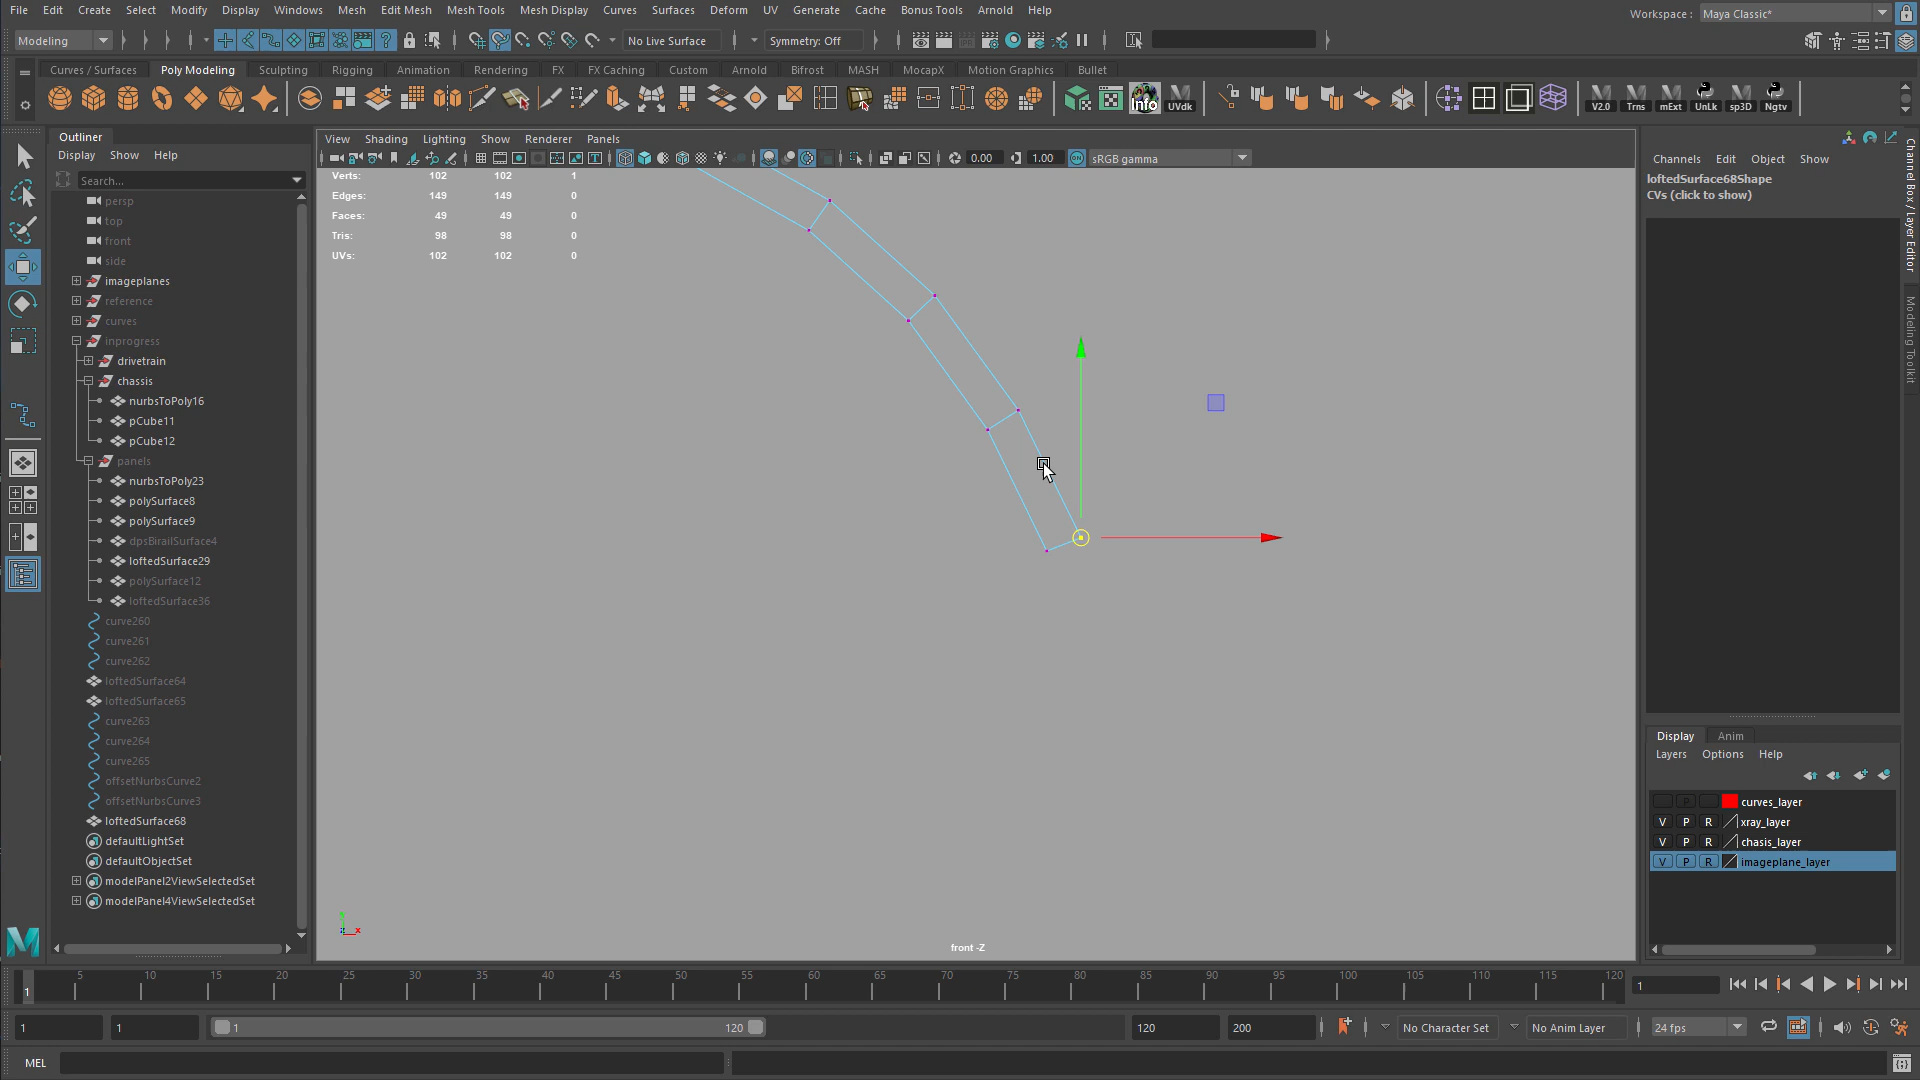 File Edit Create Select Modify Display Windows Mesh Edit Mesh Mesh Tools Mesh Display Curves Surfaces Deform UV Generate Cache Bonus Tools Arnold Help
Workspace : Maya Classic*
Modeling No Live Surface Symmetry: Off
Curves / Surfaces Poly Modeling Sculpting Rigging Animation Rendering FX FX Caching Custom Arnold Bifrost MASH MocapX Motion Graphics Bullet
Info UVdk V2.0 Trns mExt UnLk sp3D Ngtv
Outliner
Display Show Help
Search...
persp
top
front
side
imageplanes
reference
curves
inprogress
drivetrain
chassis
nurbsToPoly16
pCube11
pCube12
panels
nurbsToPoly23
polySurface8
polySurface9
dpsBirailSurface4
loftedSurface29
polySurface12
loftedSurface36
curve260
curve261
curve262
loftedSurface64
loftedSurface65
curve263
curve264
curve265
offsetNurbsCurve2
offsetNurbsCurve3
loftedSurface68
defaultLightSet
defaultObjectSet
modelPanel2ViewSelectedSet
modelPanel4ViewSelectedSet
View Shading Lighting Show Renderer Panels
0.00 1.00 ON sRGB gamma
Verts: 102 102 1
Edges: 149 149 0
Faces: 49 49 0
Tris: 98 98 0
UVs: 102 102 0
front -Z
Channels Edit Object Show
loftedSurface68Shape
CVs (click to show)
Channel Box / Layer Editor
Modeling Toolkit
Display Anim
Layers Options Help
P curves_layer
V P R xray_layer
V P R chasis_layer
V P R imageplane_layer
1 5 10 15 20 25 30 35 40 45 50 55 60 65 70 75 80 85 90 95 100 105 110 115 120
1
1 1 1 120 120 200 No Character Set No Anim Layer 24 fps
MEL